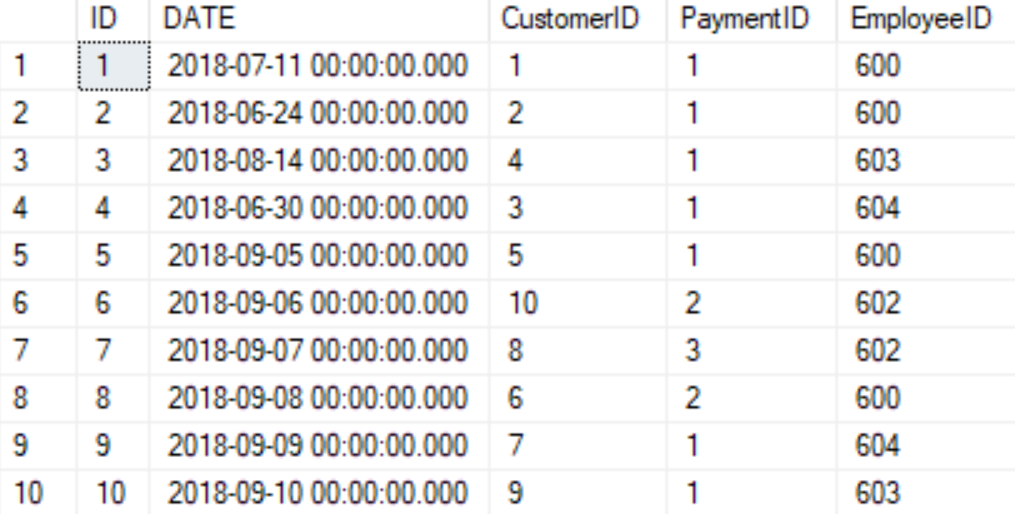 ID DATE CustomerID PaymentID EmployeeID
1 1 2018-07-11 00:00:00.000 1 1 600
2 2 2018-06-24 00:00:00.000 2 1 600
3 3 2018-08-14 00:00:00.000 4 1 603
4 4 2018-06-30 00:00:00.000 3 1 604
5 5 2018-09-05 00:00:00.000 5 1 600
6 6 2018-09-06 00:00:00.000 10 2 602
7 7 2018-09-07 00:00:00.000 8 3 602
8 8 2018-09-08 00:00:00.000 6 2 600
9 9 2018-09-09 00:00:00.000 7 1 604
10 10 2018-09-10 00:00:00.000 9 1 603